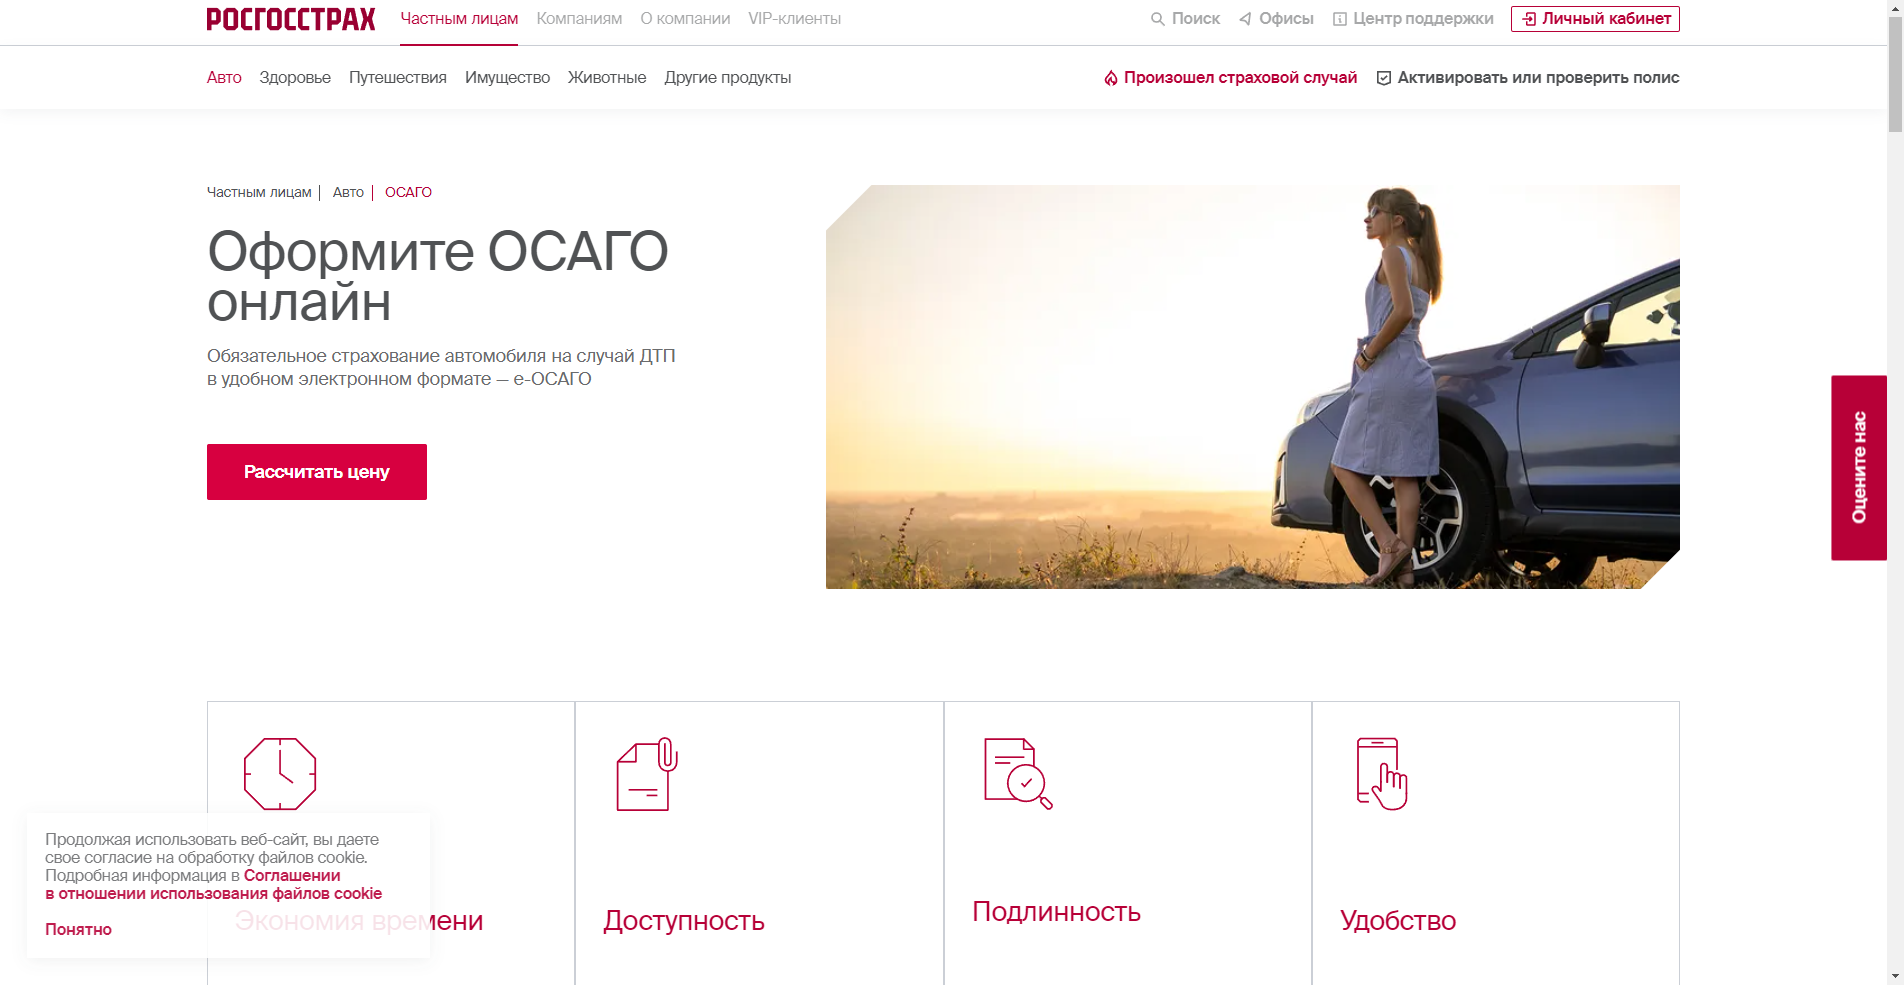 РОСГОССТРАХ Частным лицам Компаниям О компании VIP-клиенты Поиск Офисы Центр поддержки Личный кабинет
Авто Здоровье Путешествия Имущество Животные Другие продукты Произошел страховой случай Активировать или проверить полис
Частным лицам | Авто | ОСАГО
Оформите ОСАГО
онлайн
Обязательное страхование автомобиля на случай ДТП
в удобном электронном формате — е-ОСАГО
Рассчитать цену
Оцените нас
Экономия времени
Доступность
Подлинность
Удобство
Продолжая использовать веб-сайт, вы даете
свое согласие на обработку файлов cookie.
Подробная информация в Соглашении
в отношении использования файлов cookie
Понятно